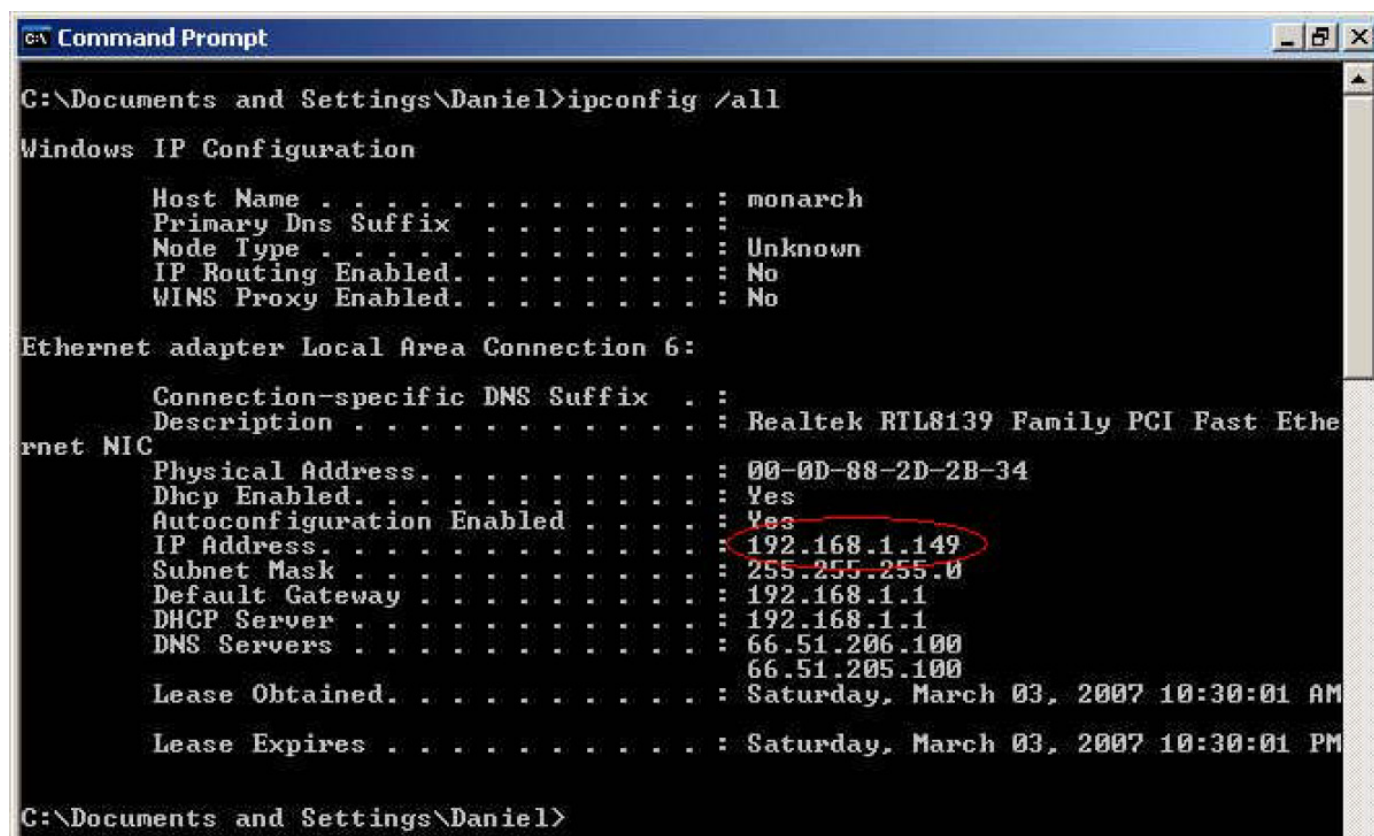 Command Prompt
C:\Documents and Settings\Daniel>ipconfig /all
Windows IP Configuration
Host Name . . . . . . . . . . . . : monarch
Primary Dns Suffix . . . . . . . :
Node Type . . . . . . . . . . . . : Unknown
IP Routing Enabled. . . . . . . . : No
WINS Proxy Enabled. . . . . . . . : No
Ethernet adapter Local Area Connection 6:
Connection-specific DNS Suffix . :
Description . . . . . . . . . . . : Realtek RTL8139 Family PCI Fast Ethe
rnet NIC
Physical Address. . . . . . . . . : 00-0D-88-2D-2B-34
Dhcp Enabled. . . . . . . . . . . : Yes
Autoconfiguration Enabled . . . . : Yes
IP Address. . . . . . . . . . . . : 192.168.1.149
Subnet Mask . . . . . . . . . . . : 255.255.255.0
Default Gateway . . . . . . . . . : 192.168.1.1
DHCP Server . . . . . . . . . . . : 192.168.1.1
DNS Servers . . . . . . . . . . . : 66.51.206.100
66.51.205.100
Lease Obtained. . . . . . . . . . : Saturday, March 03, 2007 10:30:01 AM
Lease Expires . . . . . . . . . . : Saturday, March 03, 2007 10:30:01 PM
C:\Documents and Settings\Daniel>